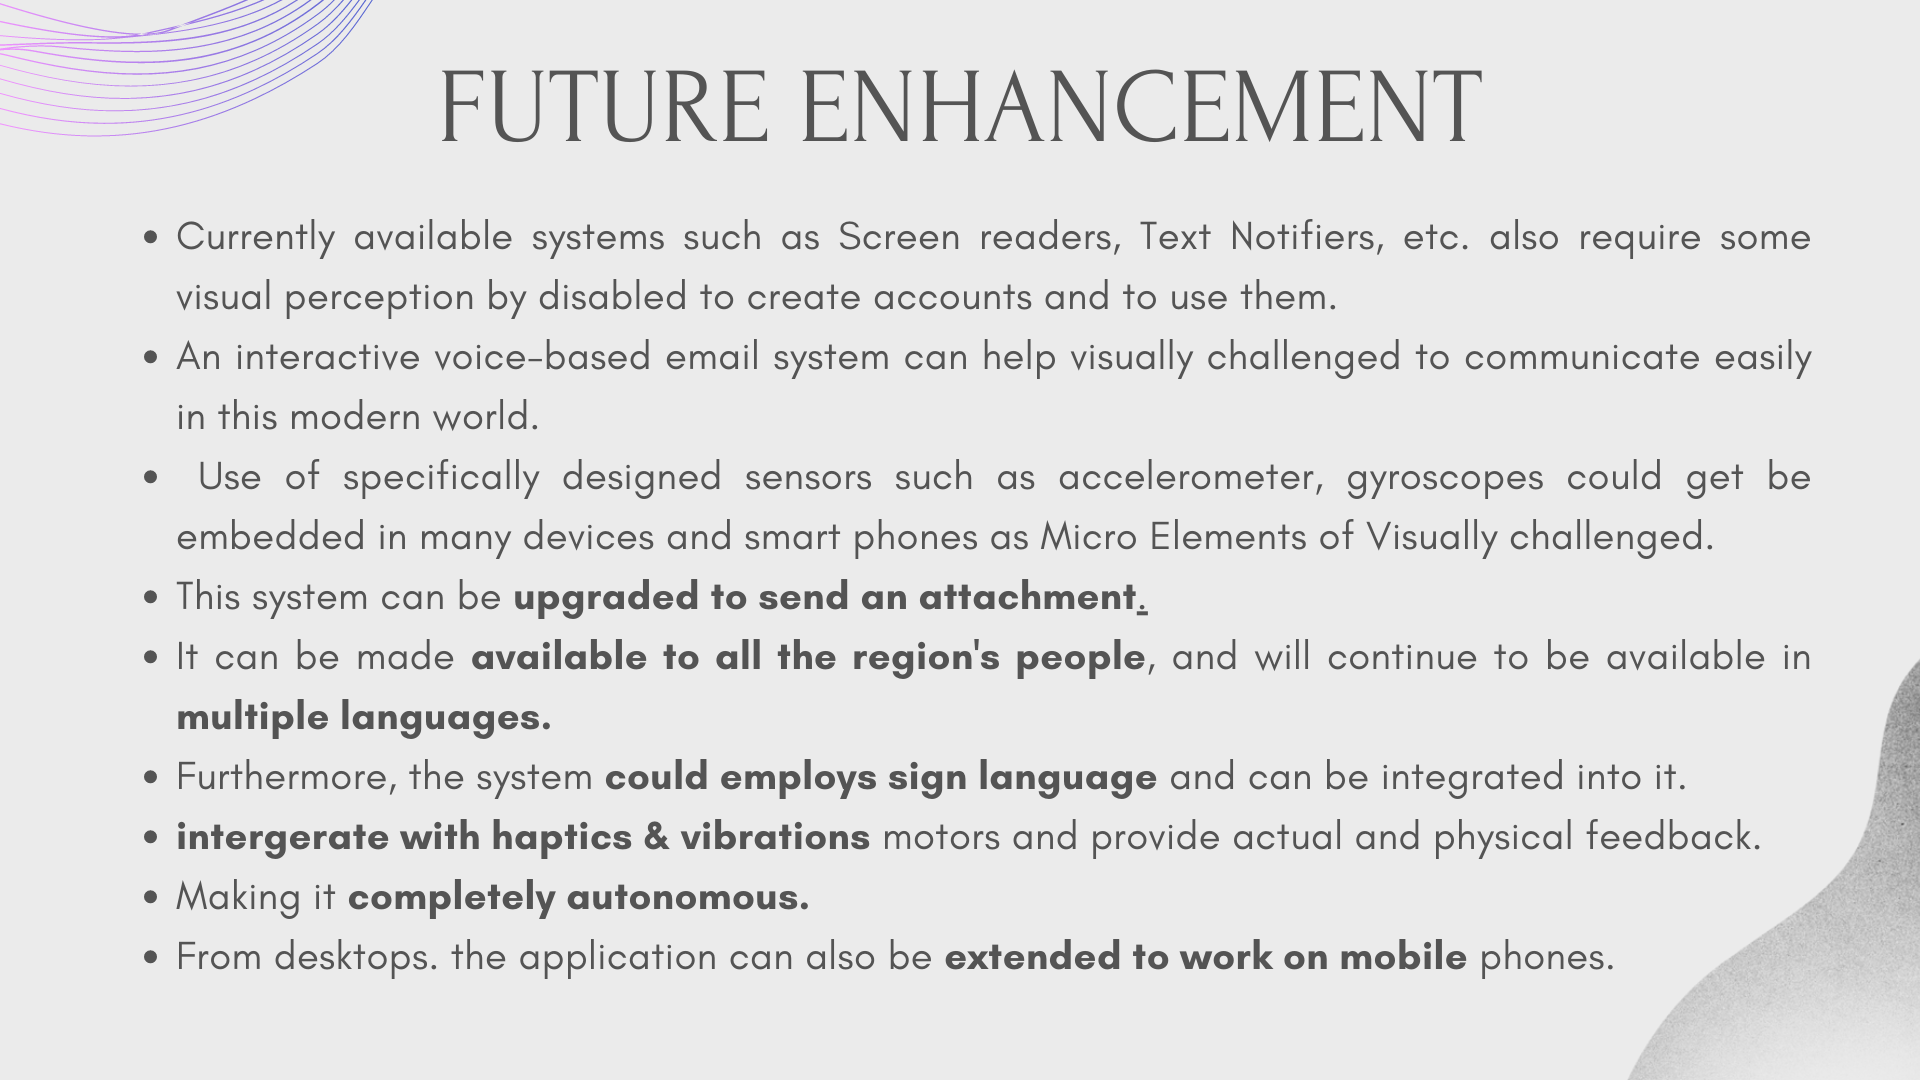 FUTURE ENHANCEMENT
• Currently available systems such as Screen readers, Text Notifiers, etc. also require some
visual perception by disabled to create accounts and to use them.
• An interactive voice-based email system can help visually challenged to communicate easily
in this modern world.
• Use of specifically designed sensors such as accelerometer, gyroscopes could get be
embedded in many devices and smart phones as Micro Elements of Visually challenged.
• This system can be upgraded to send an attachment.
• It can be made available to all the region's people, and will continue to be available in
multiple languages.
• Furthermore, the system could employs sign language and can be integrated into it.
• intergerate with haptics & vibrations motors and provide actual and physical feedback.
• Making it completely autonomous.
• From desktops. the application can also be extended to work on mobile phones.